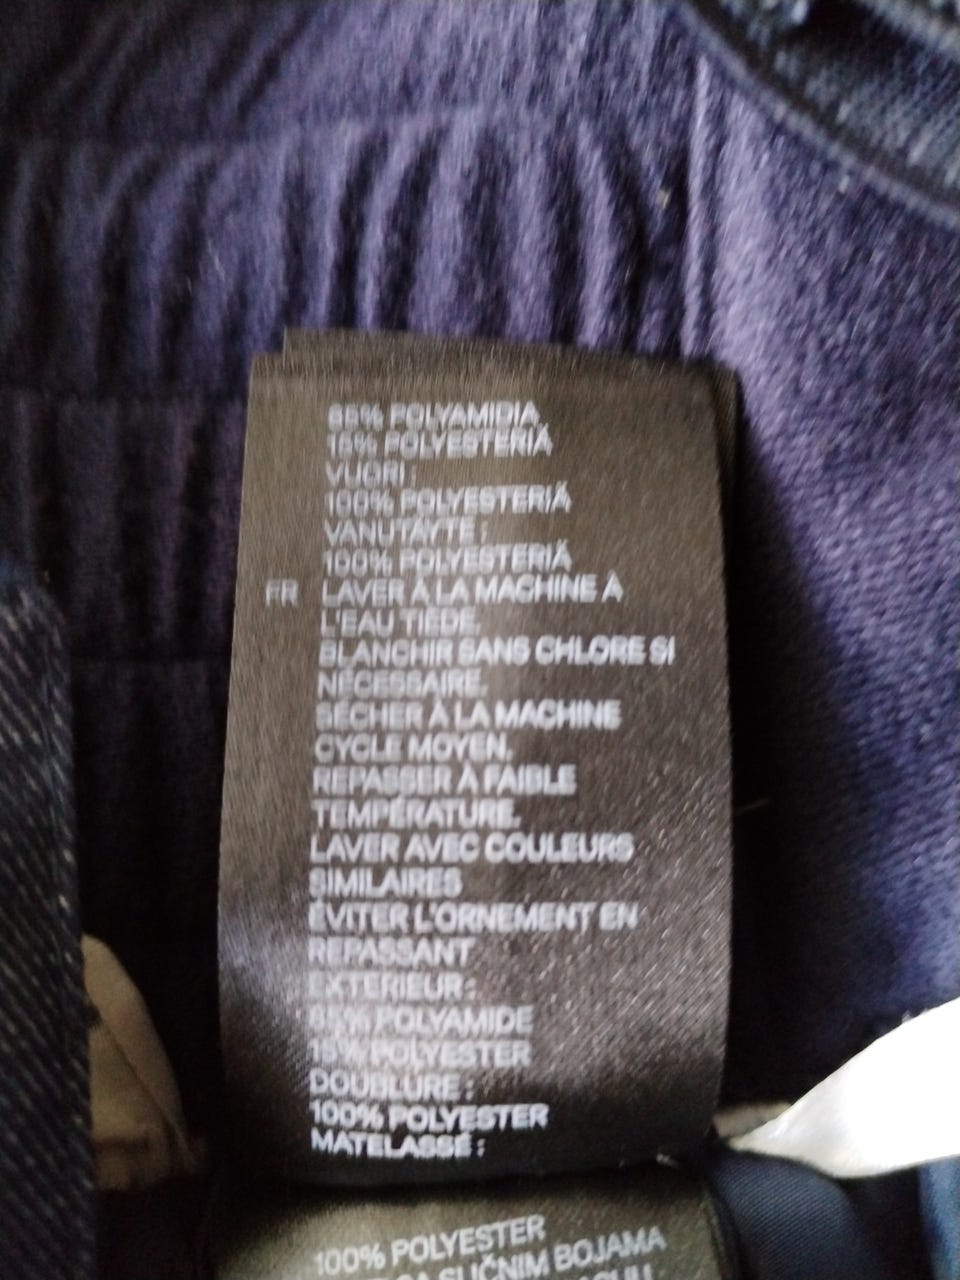 85% POLYAMIDIA
15% POLYESTERIÄ
VUORI :
100% POLYESTERIÄ
VANUTÄYTE :
100% POLYESTERIÄ
FR LAVER À LA MACHINE À
L'EAU TIÈDE.
BLANCHIR SANS CHLORE SI
NÉCESSAIRE.
SÉCHER À LA MACHINE
CYCLE MOYEN.
REPASSER À FAIBLE
TEMPÉRATURE.
LAVER AVEC COULEURS
SIMILAIRES
ÉVITER L'ORNEMENT EN
REPASSANT
EXTÉRIEUR :
85% POLYAMIDE
15% POLYESTER
DOUBLURE :
100% POLYESTER
MATELASSÉ :
100% POLYESTER
SLIČNIM BOJAMA